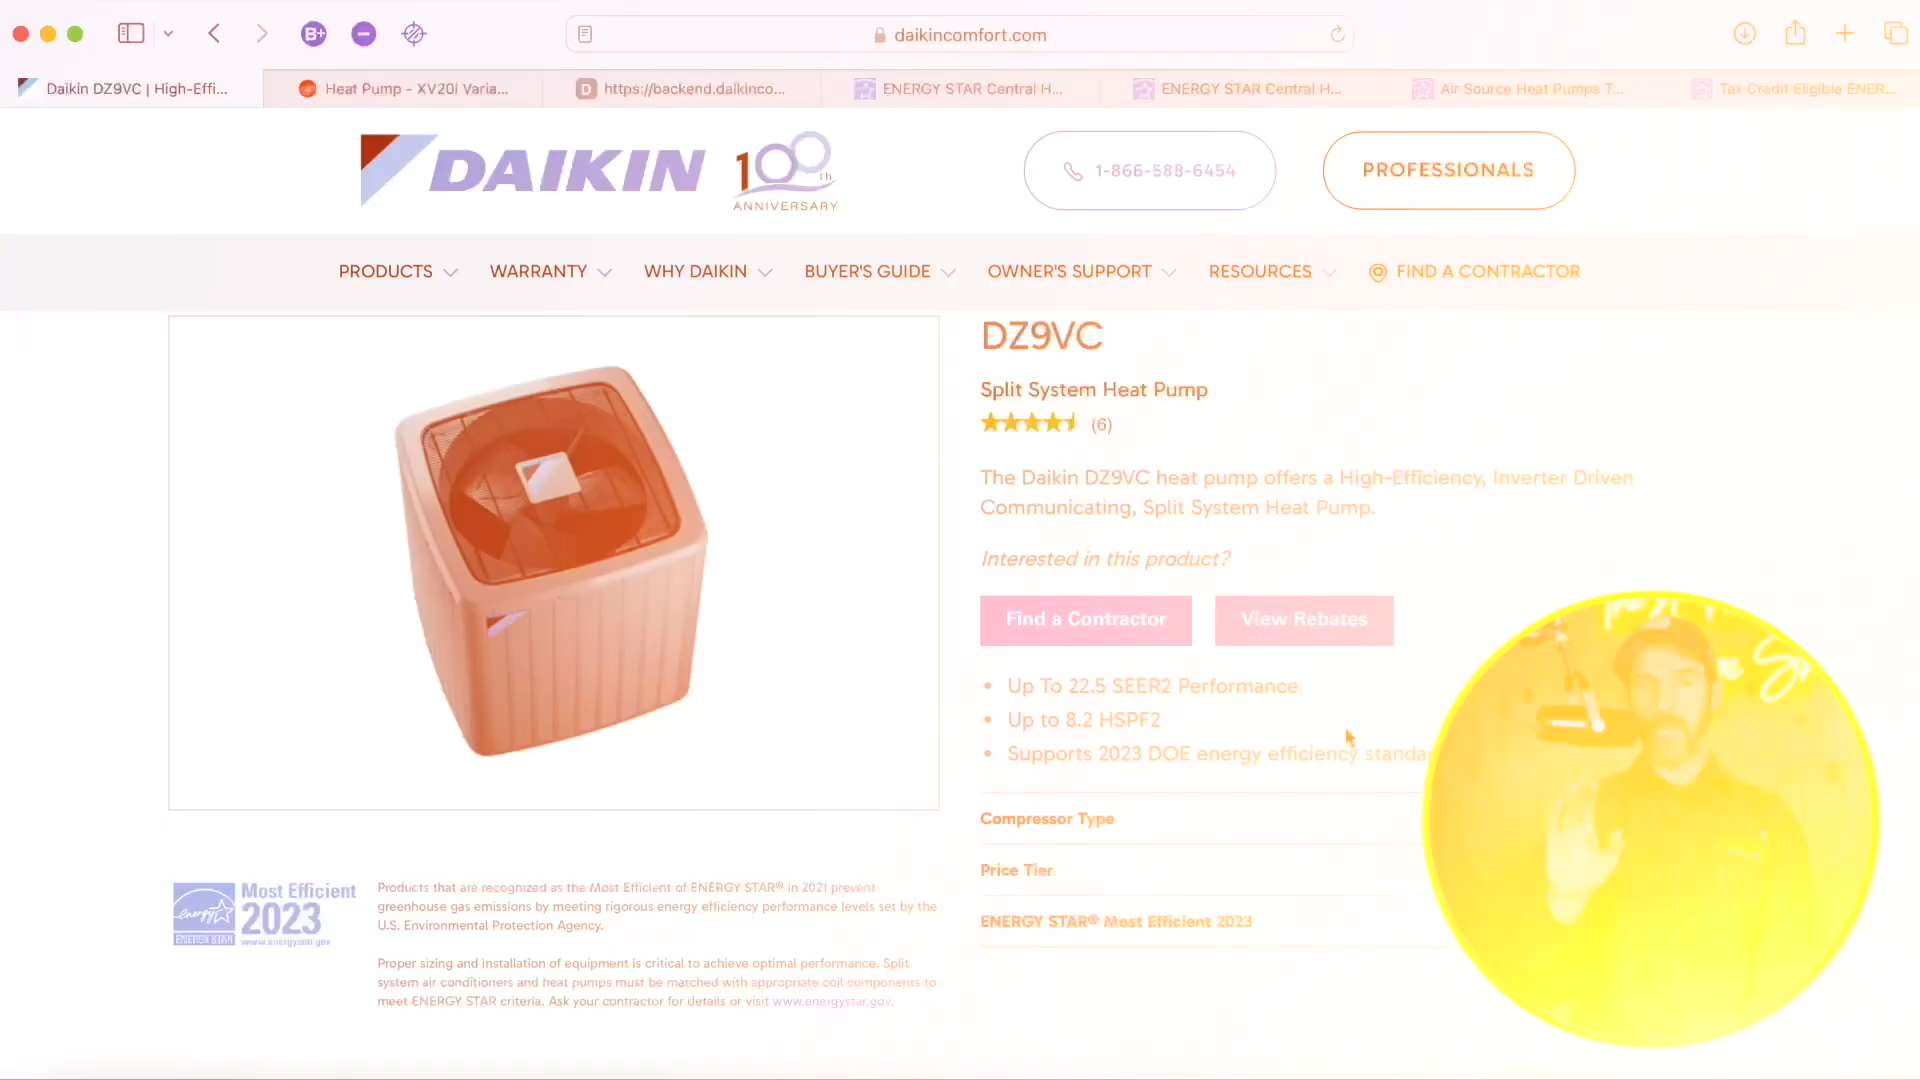 daikincomfort.com
Daikin DZ9VC | High-Effi...
Heat Pump - XV20i Varia...
https://backend.daikinco...
ENERGY STAR Central H...
ENERGY STAR Central H...
Air Source Heat Pumps T...
Tax Credit Eligible ENER...
DAIKIN
100th
ANNIVERSARY
1-866-588-6454
PROFESSIONALS
PRODUCTS
WARRANTY
WHY DAIKIN
BUYER'S GUIDE
OWNER'S SUPPORT
RESOURCES
FIND A CONTRACTOR
DZ9VC
Split System Heat Pump
(6)
The Daikin DZ9VC heat pump offers a High-Efficiency, Inverter Driven
Communicating, Split System Heat Pump.
Interested in this product?
Find a Contractor
View Rebates
• Up To 22.5 SEER2 Performance
• Up to 8.2 HSPF2
• Supports 2023 DOE energy efficiency standar
Compressor Type
Price Tier
ENERGY STAR® Most Efficient 2023
energy
ENERGY STAR
Most Efficient
2023
www.energystar.gov
Products that are recognized as the Most Efficient of ENERGY STAR® in 2021 prevent
greenhouse gas emissions by meeting rigorous energy efficiency performance levels set by the
U.S. Environmental Protection Agency.
Proper sizing and installation of equipment is critical to achieve optimal performance. Split
system air conditioners and heat pumps must be matched with appropriate coil components to
meet ENERGY STAR criteria. Ask your contractor for details or visit www.energystar.gov.